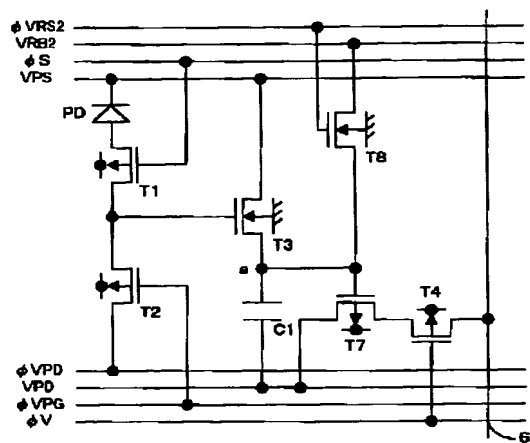 φVRS2
VRB2
φS
VPS
PD
T1
T8
T3
a
T2
C1
T4
T7
φVPD
VPD
φVPG
φV
6